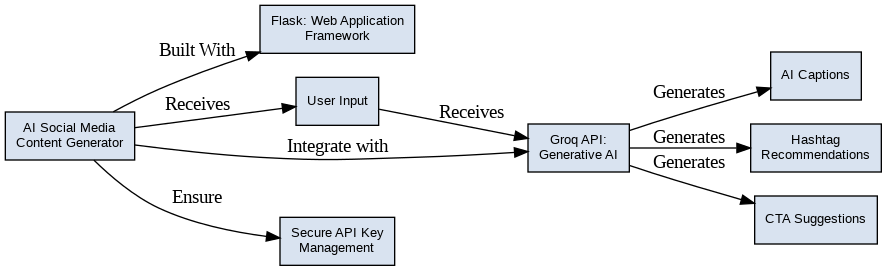 Flask: Web Application
Framework
Built With
AI Captions
Generates
Receives
User Input
Receives
AI Social Media
Content Generator
Integrate with
Groq API:
Generative AI
Generates
Hashtag
Recommendations
Generates
Ensure
CTA Suggestions
Secure API Key
Management